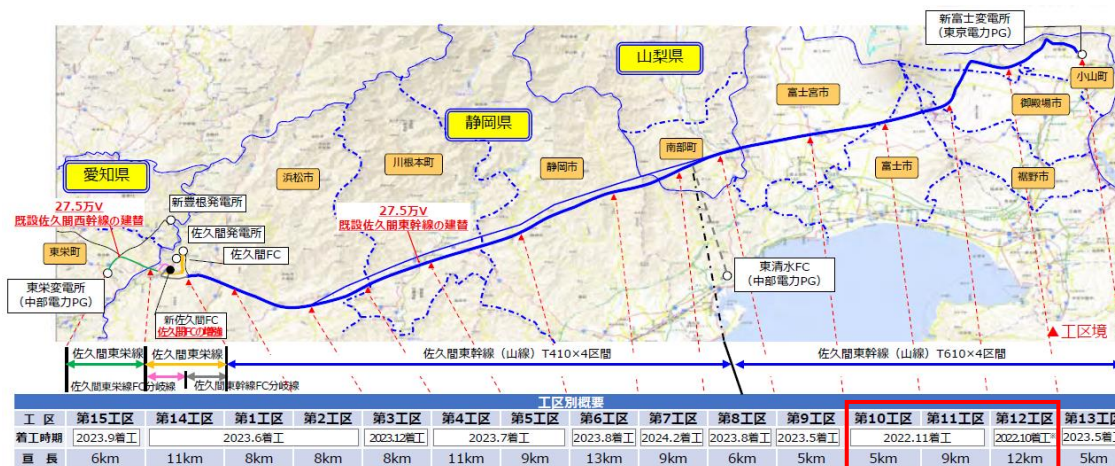 新富士変電所
（東京電力PG）
山梨県
小山町
富士宮市
御殿場市
静岡県
南部町
川根本町
静岡市
富士市
愛知県
浜松市
裾野市
27.5万V
既設佐久間西幹線の建替
新豊根発電所
27.5万V
既設佐久間東幹線の建替
佐久間発電所
東栄町
佐久間FC
東栄変電所
（中部電力PG）
東清水FC
（中部電力PG）
新佐久間FC
佐久間FCの増強
▲工区境
佐久間東栄線
佐久間東栄線
佐久間東幹線（山線）T410×4区間
佐久間東幹線（山線）T610×4区間
佐久間東栄線FC分岐線
佐久間東幹線FC分岐線
工区別概要
工 区 第15工区 第14工区 第1工区 第2工区 第3工区 第4工区 第5工区 第6工区 第7工区 第8工区 第9工区 第10工区 第11工区 第12工区 第13工区
着工時期 2023.9着工 2023.6着工 2023.12着工 2023.7着工 2023.8着工 2024.2着工 2023.8着工 2023.5着工 2022.11着工 2022.10着工※ 2023.5着工
亘 長 6km 11km 8km 8km 8km 11km 9km 13km 9km 6km 5km 5km 9km 12km 5km